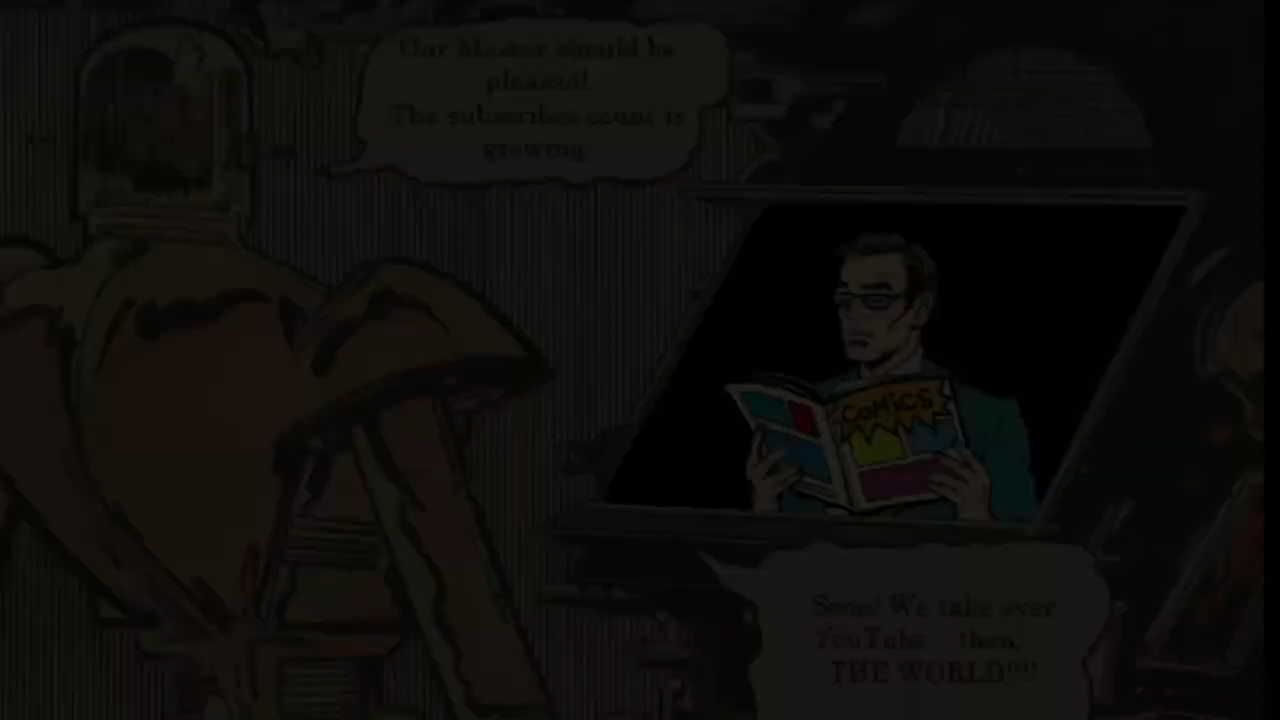 Our Master should be
pleased!
The subscriber count is
growing
COMICS
Soon! We take over
YouTube ...then,
THE WORLD!!!